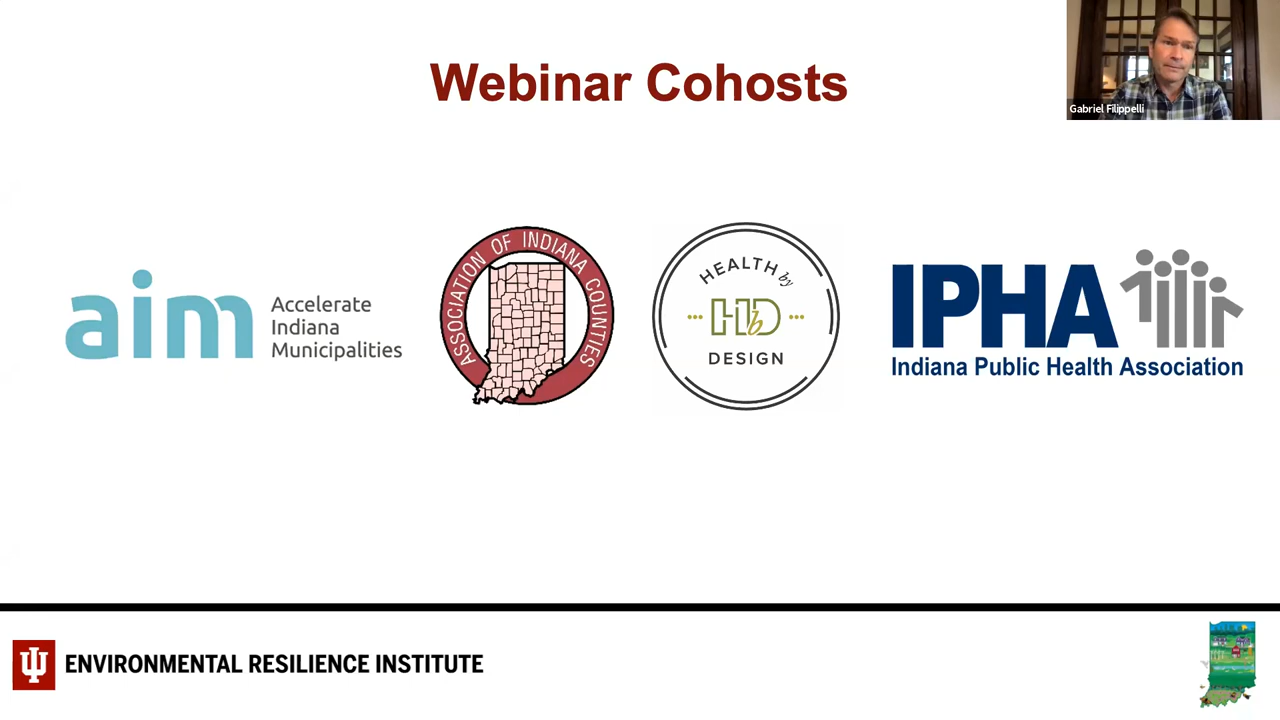 Webinar Cohosts
Gabriel Filippelli
aim
Accelerate
Indiana
Municipalities
ASSOCIATION OF INDIANA COUNTIES
HEALTH by
HbD
DESIGN
IPHA
Indiana Public Health Association
ENVIRONMENTAL RESILIENCE INSTITUTE